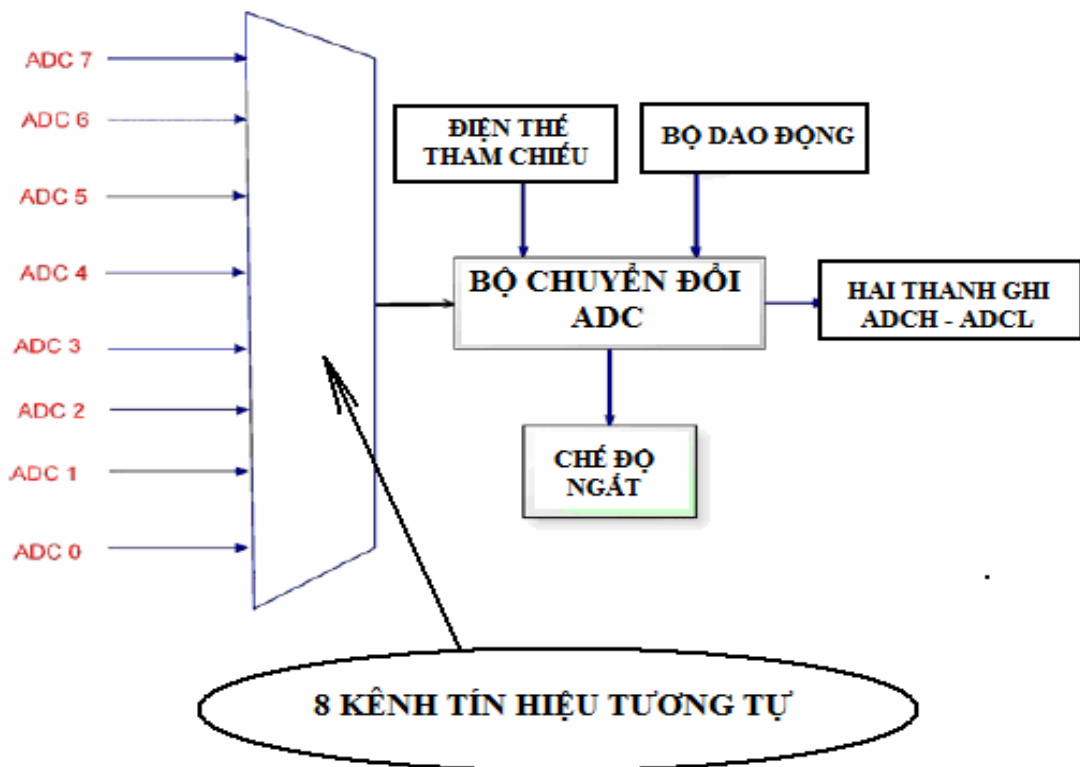 ADC 7
ADC 6
ADC 5
ADC 4
ADC 3
ADC 2
ADC 1
ADC 0
ĐIỆN THẾ
THAM CHIẾU
BỘ DAO ĐỘNG
BỘ CHUYỂN ĐỔI
ADC
HAI THANH GHI
ADCH - ADCL
CHẾ ĐỘ
NGẮT
8 KÊNH TÍN HIỆU TƯƠNG TỰ